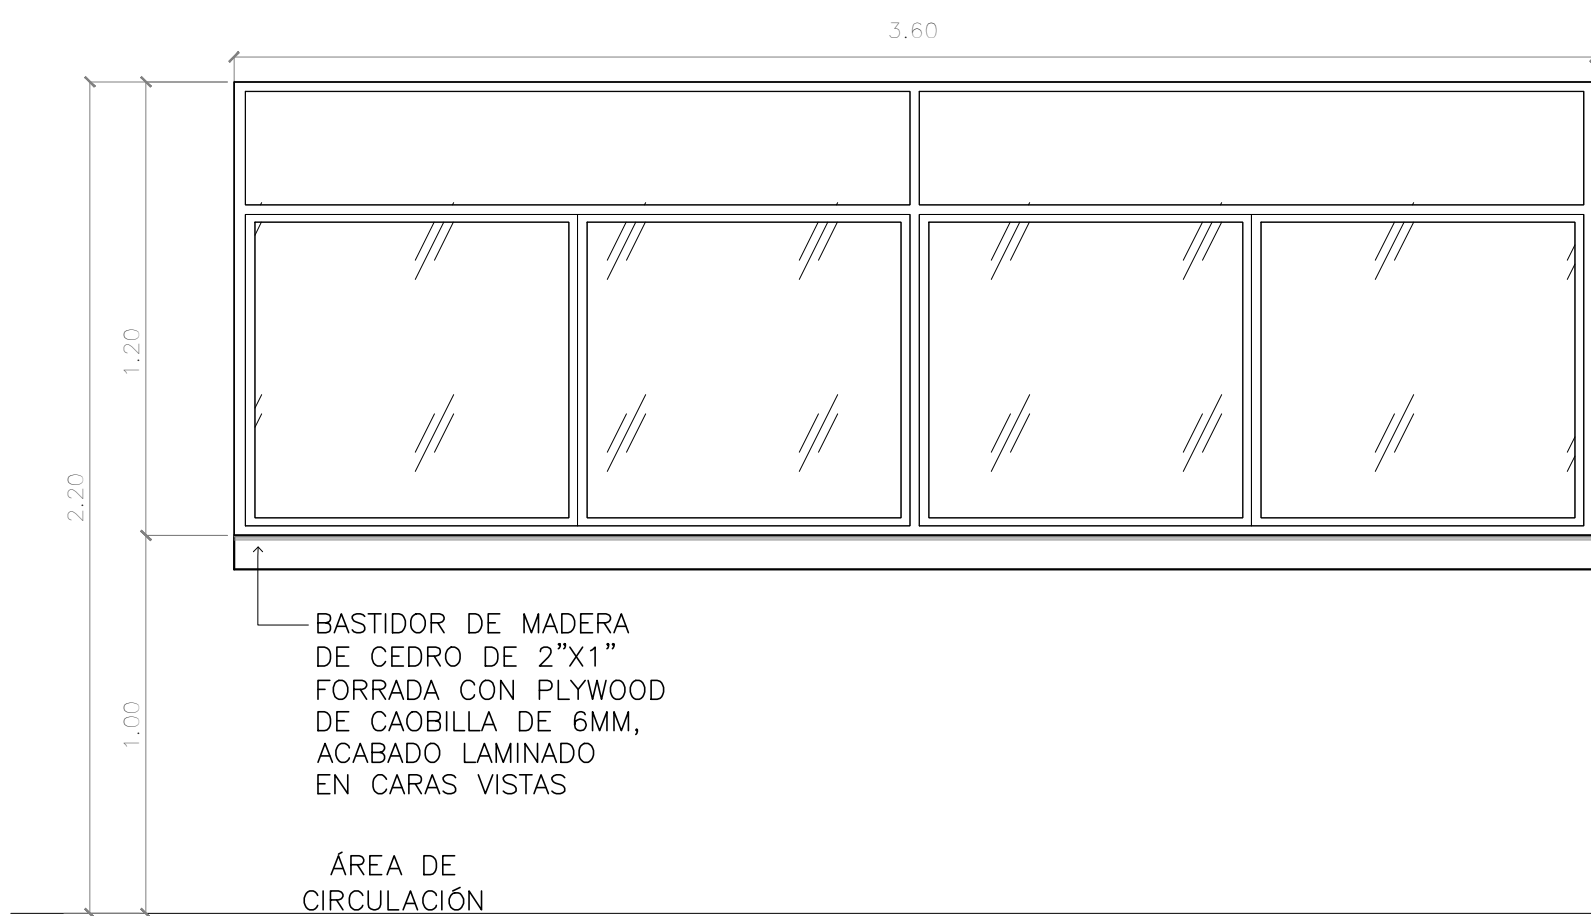 3.60
1.20
2.20
1.00
BASTIDOR DE MADERA
DE CEDRO DE 2”X1”
FORRADA CON PLYWOOD
DE CAOBILLA DE 6MM,
ACABADO LAMINADO
EN CARAS VISTAS
ÁREA DE
CIRCULACIÓN